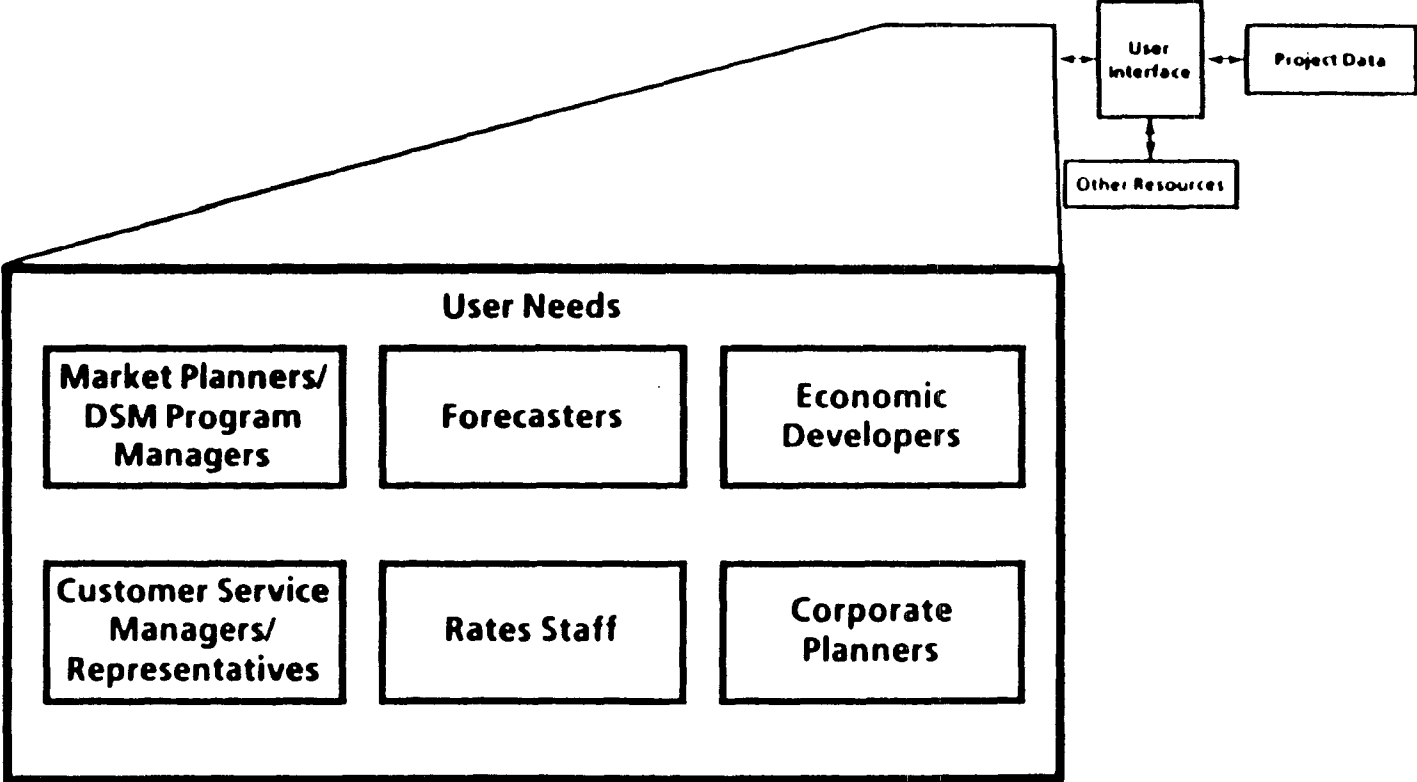 User
Interface
Project Data
Other Resources
User Needs
Market Planners/
DSM Program
Managers
Forecasters
Economic
Developers
Customer Service
Managers/
Representatives
Rates Staff
Corporate
Planners